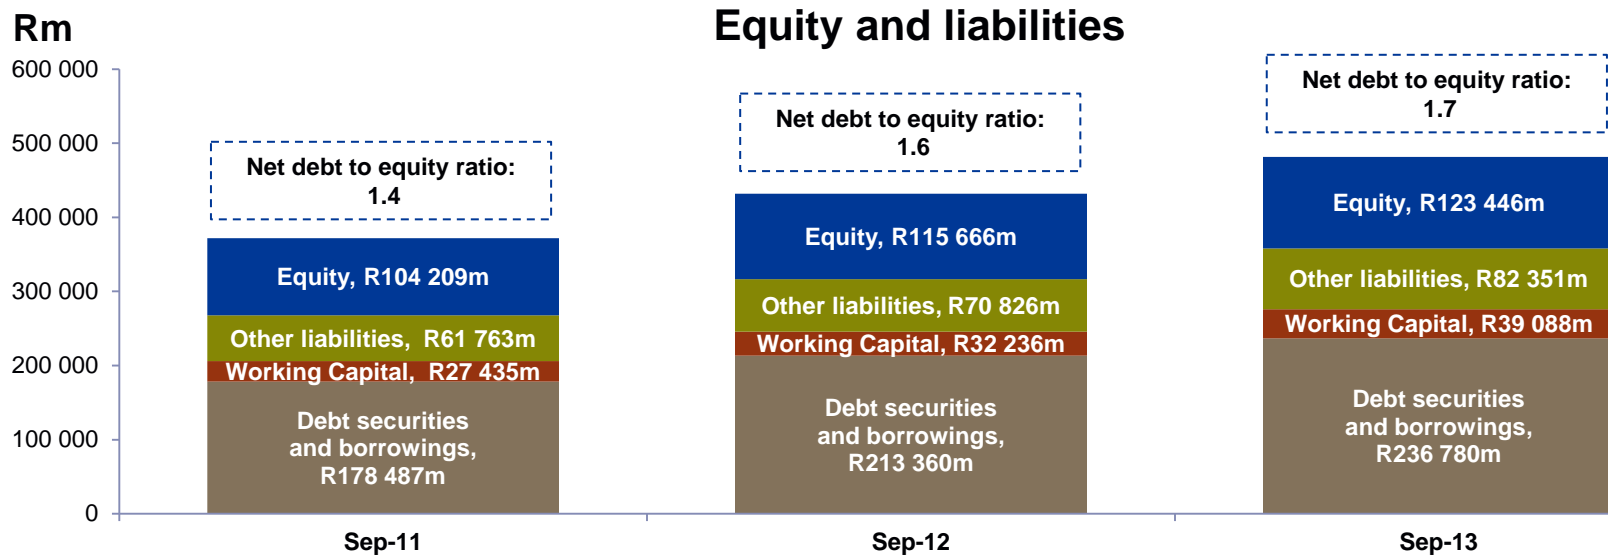 Rm
Equity and liabilities
600 000
500 000
400 000
300 000
200 000
100 000
0
Net debt to equity ratio:
1.4
Equity, R104 209m
Other liabilities,  R61 763m
Working Capital,  R27 435m
Debt securities
and borrowings,
R178 487m
Sep-11
Net debt to equity ratio:
1.6
Equity, R115 666m
Other liabilities, R70 826m
Working Capital, R32 236m
Debt securities
and borrowings,
R213 360m
Sep-12
Net debt to equity ratio:
1.7
Equity, R123 446m
Other liabilities, R82 351m
Working Capital, R39 088m
Debt securities
and borrowings,
R236 780m
Sep-13